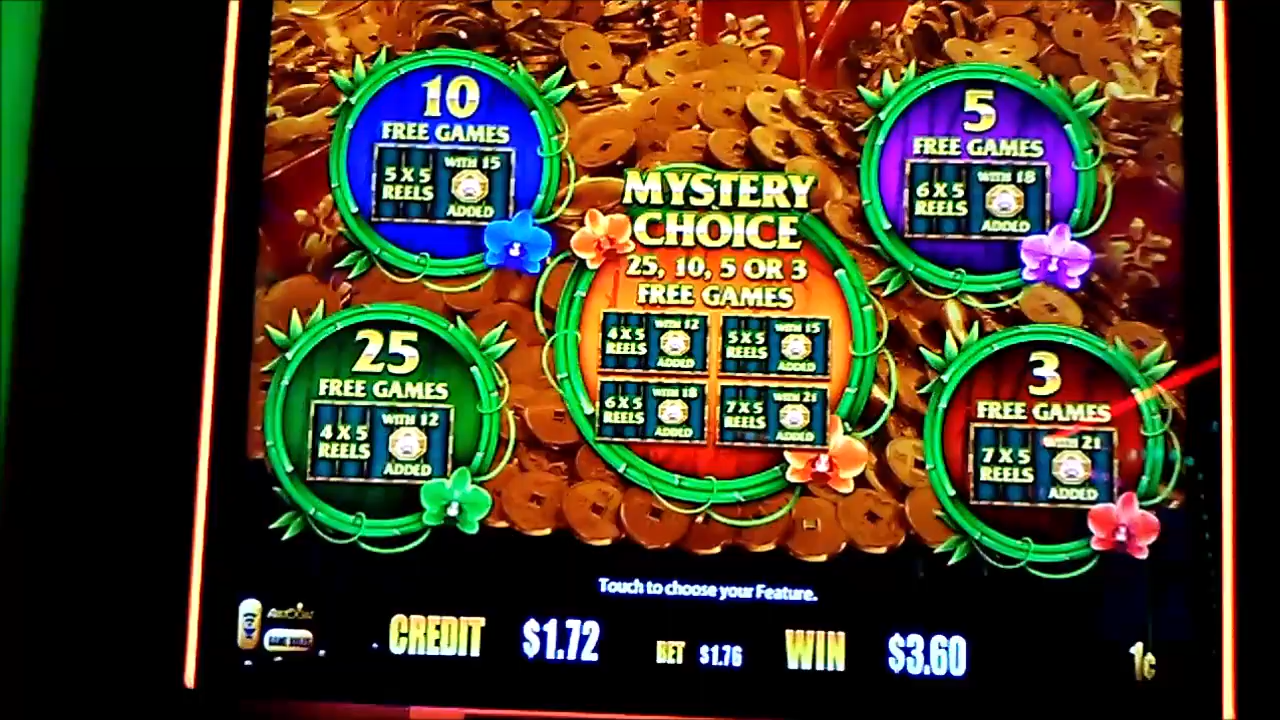 10
FREE GAMES
5 X 5
REELS
WITH 15
ADDED
5
FREE GAMES
6 X 5
REELS
WITH 18
ADDED
MYSTERY
CHOICE
25, 10, 5 OR 3
FREE GAMES
4 X 5
REELS
WITH 12
ADDED
5 X 5
REELS
WITH 15
ADDED
6 X 5
REELS
WITH 18
ADDED
7 X 5
REELS
WITH 21
ADDED
25
FREE GAMES
4 X 5
REELS
WITH 12
ADDED
3
FREE GAMES
7 X 5
REELS
WITH 21
ADDED
Touch to choose your Feature.
CREDIT $1.72 BET $1.76 WIN $3.60 1¢